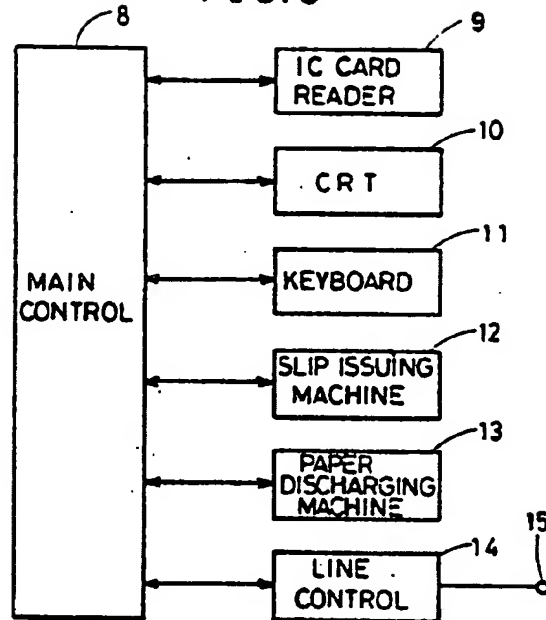 8
9
IC CARD
READER
10
CRT
11
KEYBOARD
MAIN
CONTROL
12
SLIP ISSUING
MACHINE
13
PAPER
DISCHARGING
MACHINE
14
15
LINE
CONTROL